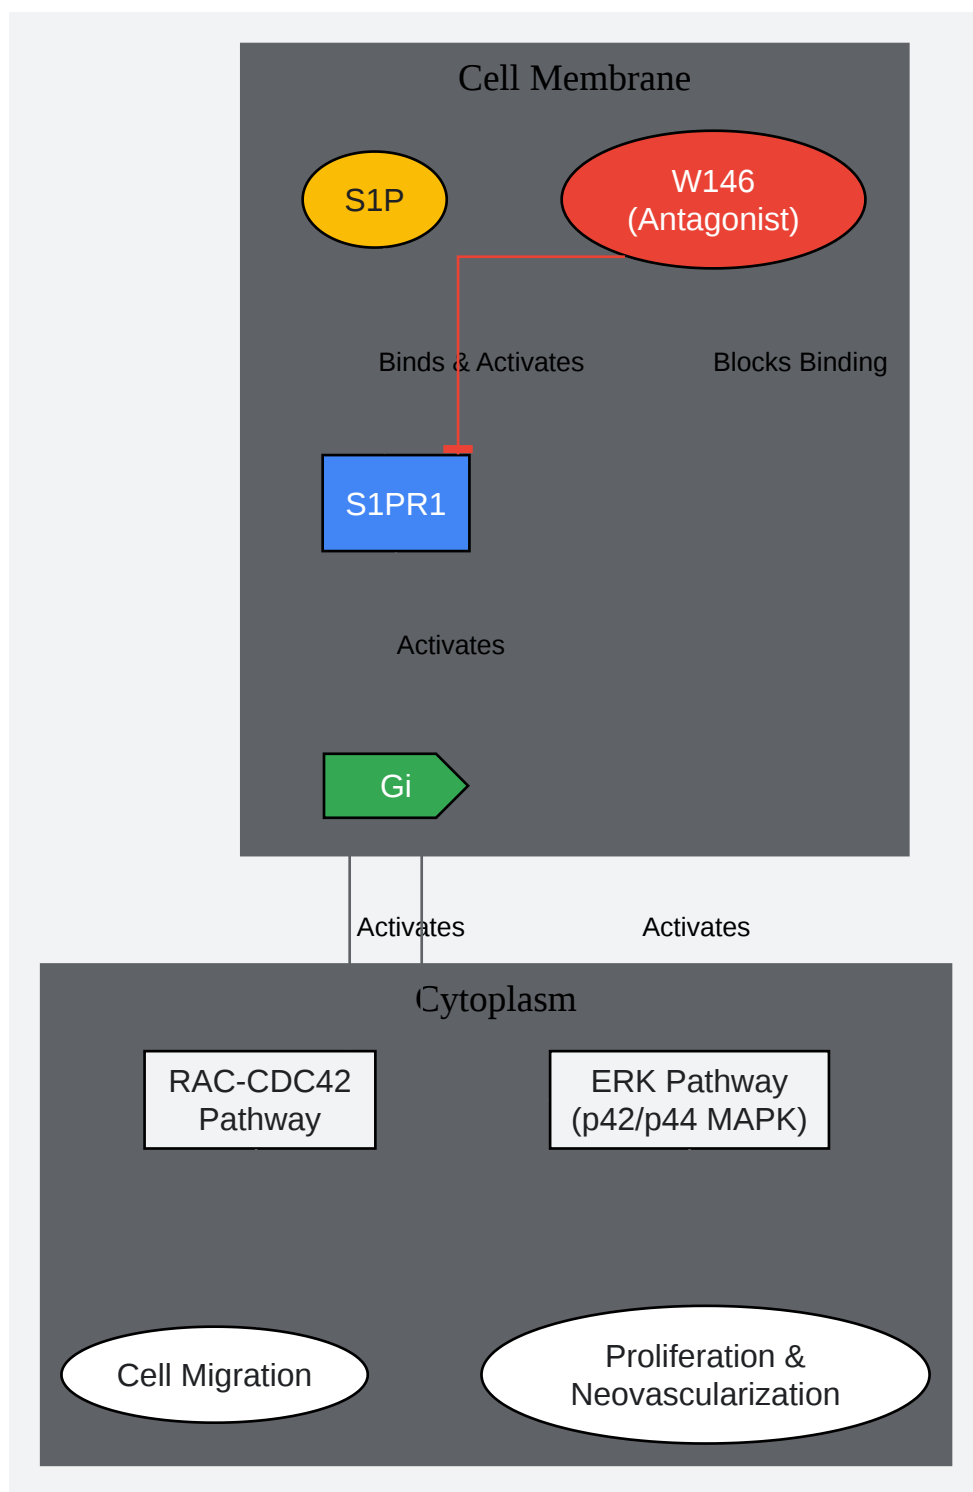 Cell Membrane
S1P
W146
(Antagonist)
Binds & Activates
Blocks Binding
S1PR1
Activates
Gi
Activates
Activates
Cytoplasm
RAC-CDC42
Pathway
ERK Pathway
(p42/p44 MAPK)
Cell Migration
Proliferation &
Neovascularization